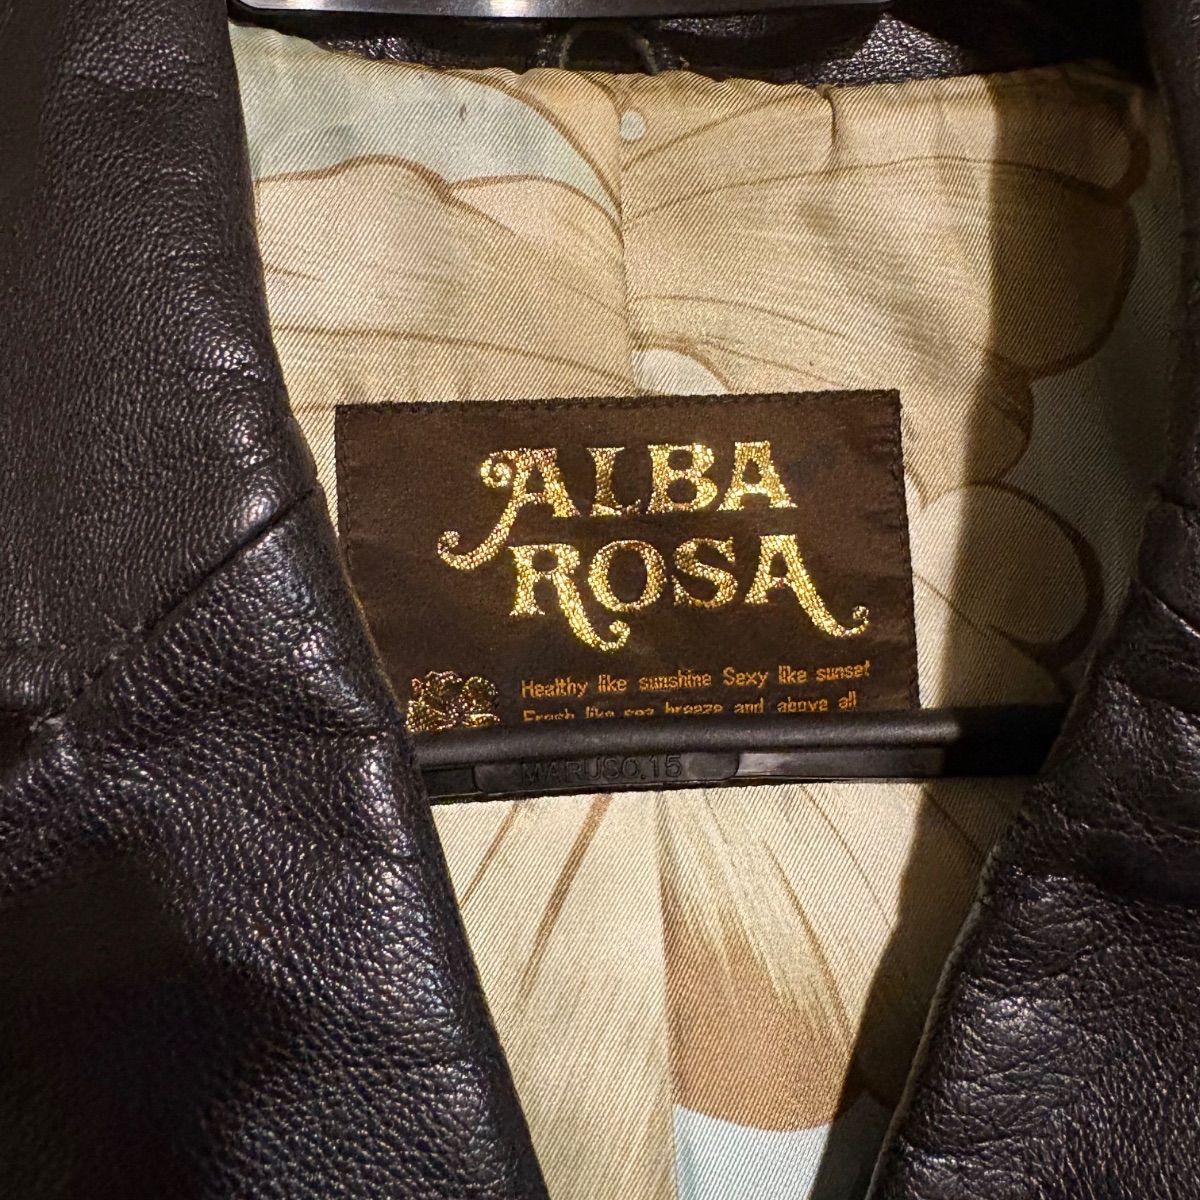 ALBA
ROSA
Healthy like sunshine Sexy like sunset
Fresh like sea breeze and above all
MARUSO.15